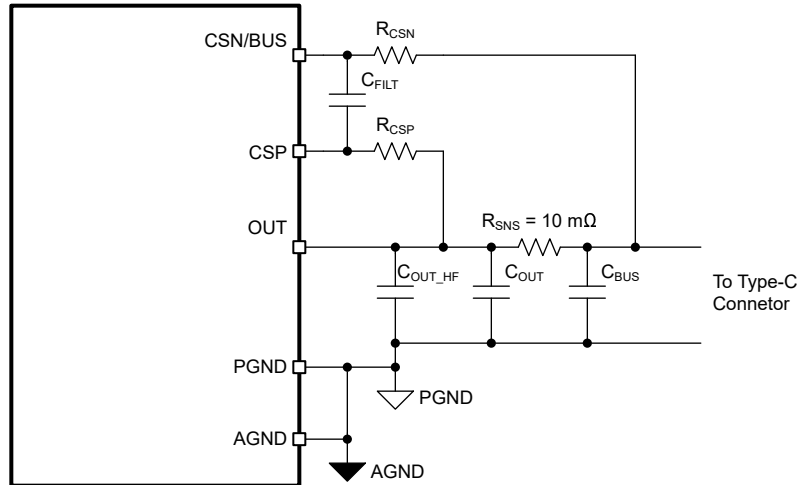 CSN/BUS
R_CSN
C_FILT
R_CSP
CSP
OUT
R_SNS = 10 mΩ
C_OUT_HF
C_OUT
C_BUS
To Type-C
Connetor
PGND
PGND
AGND
AGND